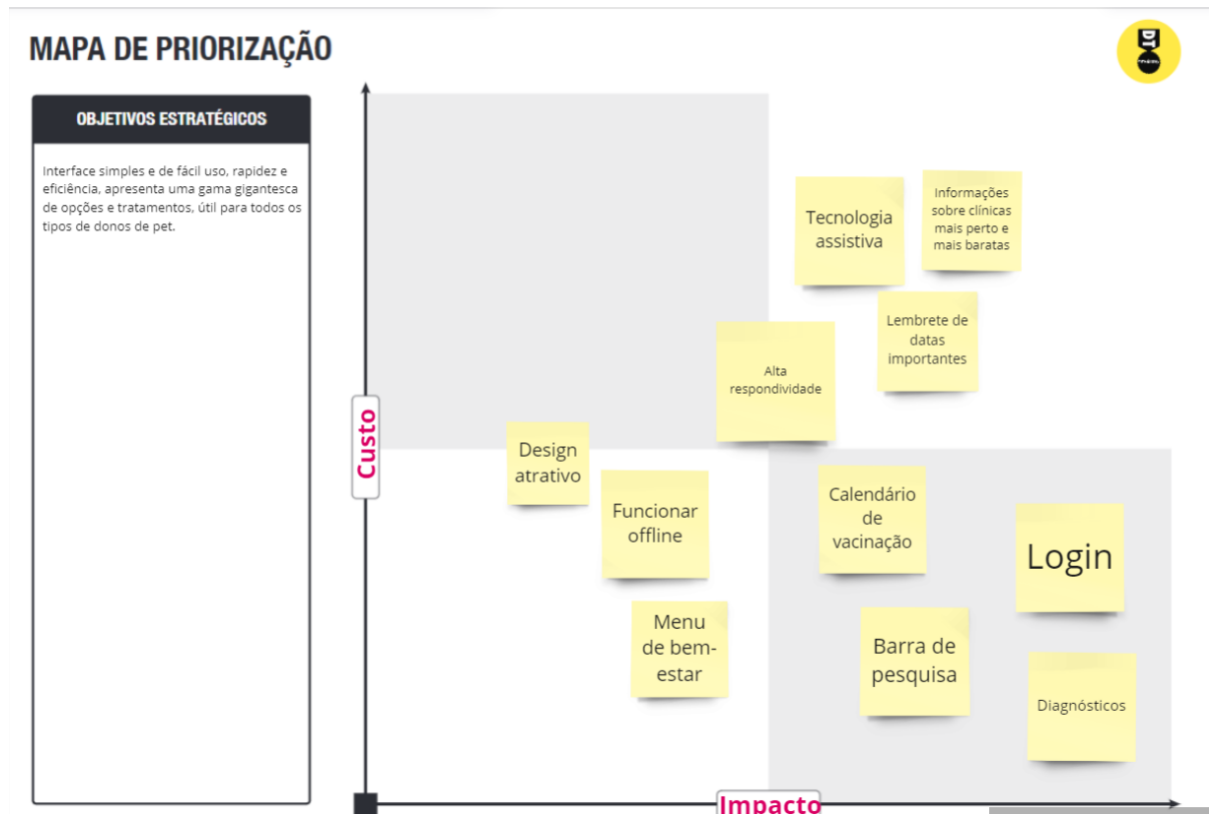 MAPA DE PRIORIZAÇÃO
DT
OBJETIVOS ESTRATÉGICOS
Interface simples e de fácil uso, rapidez e
eficiência, apresenta uma gama gigantesca
de opções e tratamentos, útil para todos os
tipos de donos de pet.
Custo
Tecnologia
assistiva
Informações
sobre clínicas
mais perto e
mais baratas
Lembrete de
datas
importantes
Alta
respondividade
Design
atrativo
Funcionar
offline
Menu
de bem-
estar
Calendário
de
vacinação
Login
Barra de
pesquisa
Diagnósticos
Impacto